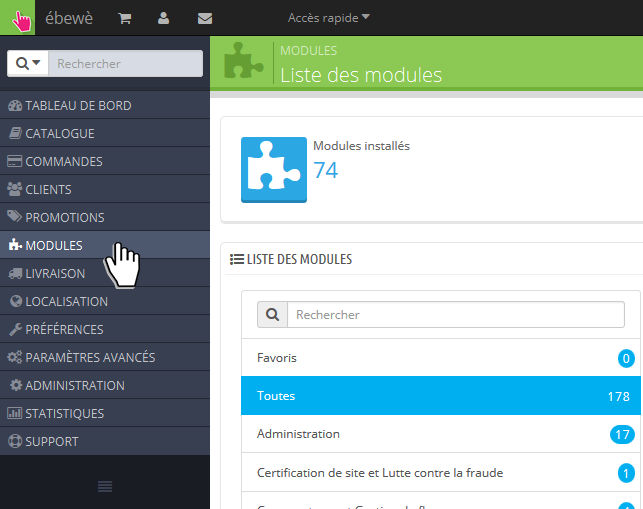 ébewè
Accès rapide
Rechercher
TABLEAU DE BORD
CATALOGUE
COMMANDES
CLIENTS
PROMOTIONS
MODULES
LIVRAISON
LOCALISATION
PRÉFÉRENCES
PARAMÈTRES AVANCÉS
ADMINISTRATION
STATISTIQUES
SUPPORT
MODULES
Liste des modules
Modules installés
74
LISTE DES MODULES
Rechercher
Favoris 0
Toutes 178
Administration 17
Certification de site et Lutte contre la fraude 1